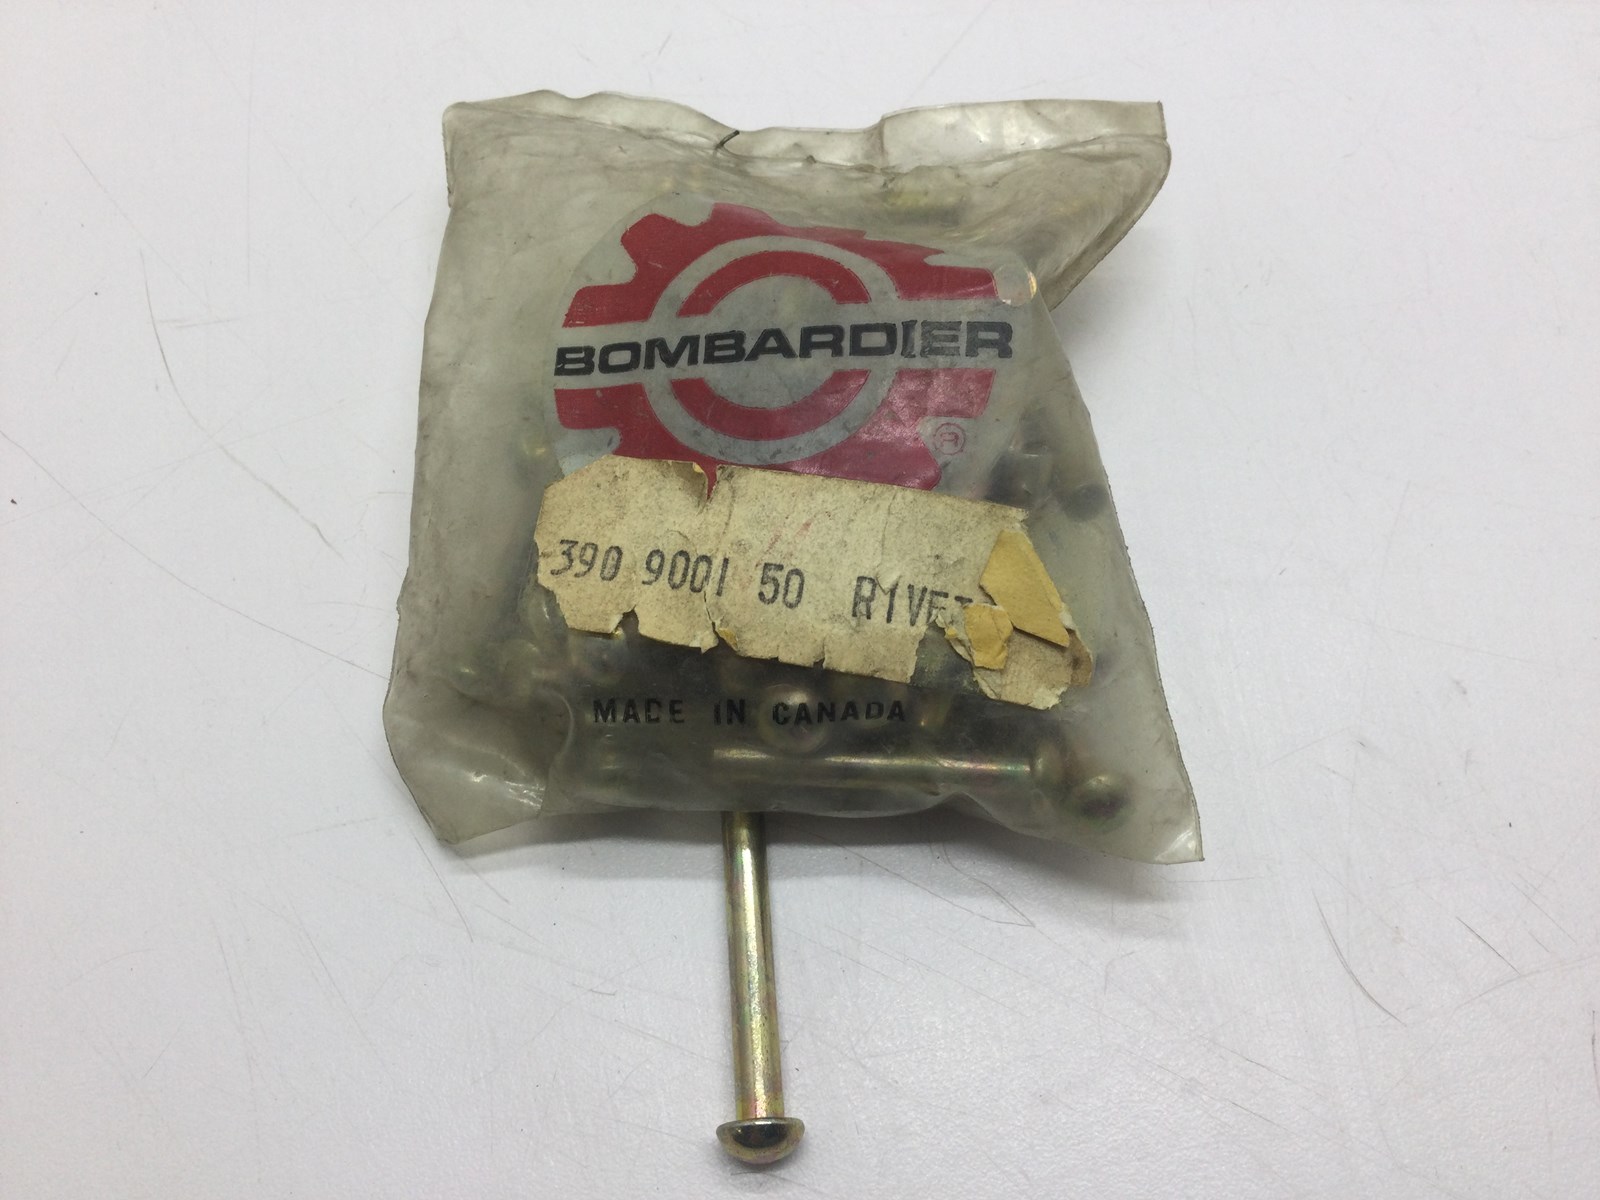 BOMBARDIER
®
390 9001 50 RIVET
MADE IN CANADA